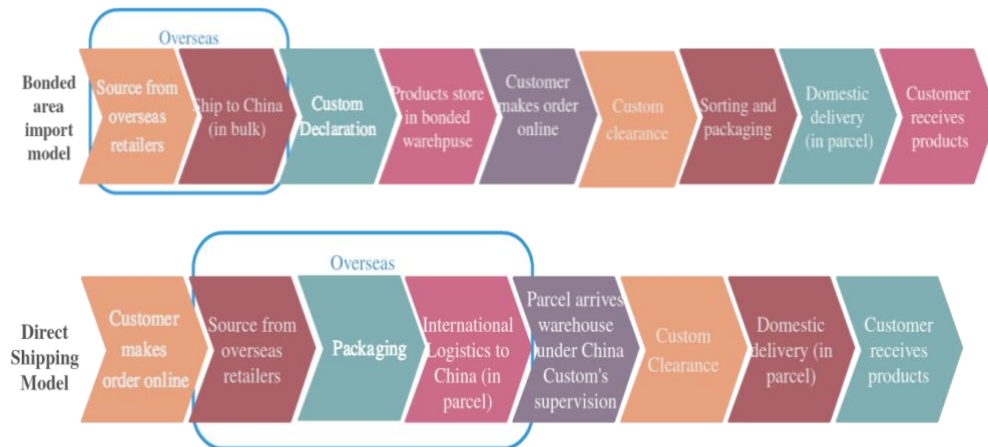 Overseas
Bonded
area
import
model
Source from
overseas
retailers
Ship to China
(in bulk)
Custom
Declaration
Products store
in bonded
warehpuse
Customer
makes order
online
Custom
clearance
Sorting and
packaging
Domestic
delivery
(in parcel)
Customer
receives
products
Overseas
Direct
Shipping
Model
Customer
makes
order online
Source from
overseas
retailers
Packaging
International
Logistics to
China (in
parcel)
Parcel arrives
warehouse
under China
Custom's
supervision
Custom
Clearance
Domestic
delivery (in
parcel)
Customer
receives
products